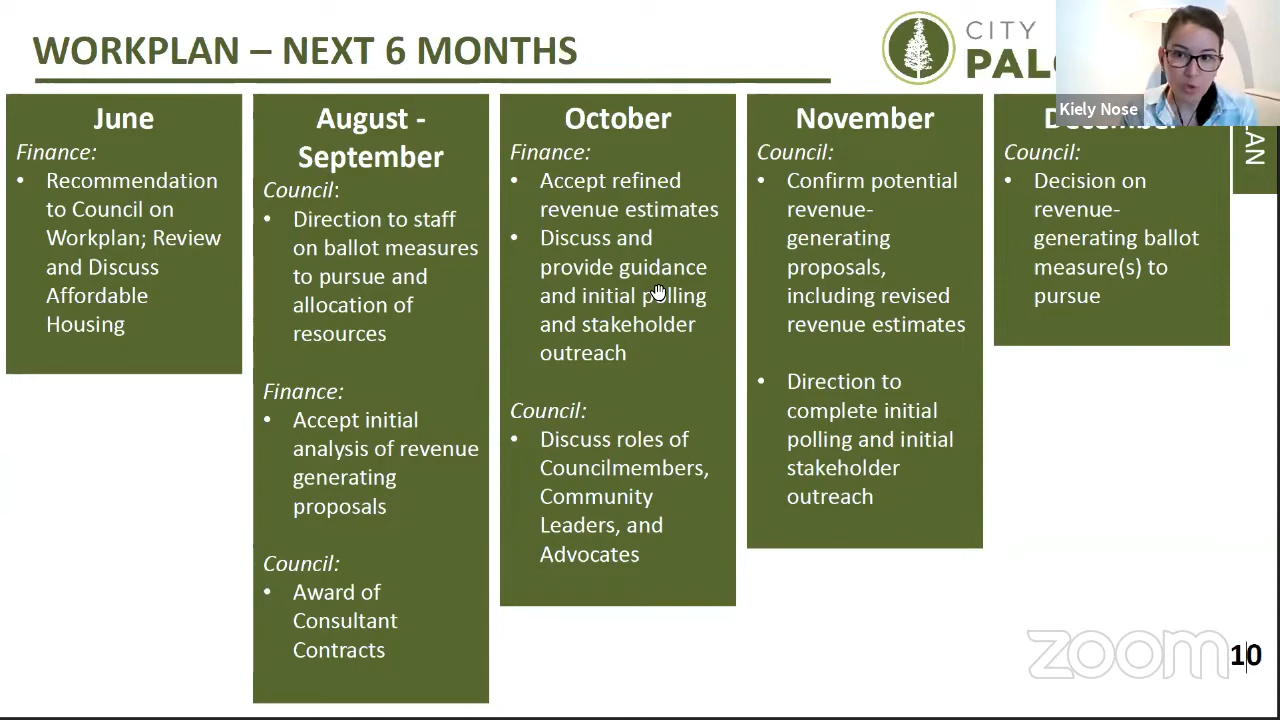 WORKPLAN – NEXT 6 MONTHS
CITY
PALO
Kiely Nose
June
Finance:
• Recommendation
to Council on
Workplan; Review
and Discuss
Affordable
Housing
August -
September
Council:
• Direction to staff
on ballot measures
to pursue and
allocation of
resources
Finance:
• Accept initial
analysis of revenue
generating
proposals
Council:
• Award of
Consultant
Contracts
October
Finance:
• Accept refined
revenue estimates
• Discuss and
provide guidance
and initial polling
and stakeholder
outreach
Council:
• Discuss roles of
Councilmembers,
Community
Leaders, and
Advocates
November
Council:
• Confirm potential
revenue-
generating
proposals,
including revised
revenue estimates
• Direction to
complete initial
polling and initial
stakeholder
outreach
December
Council:
• Decision on
revenue-
generating ballot
measure(s) to
pursue
LAN
zoom
10